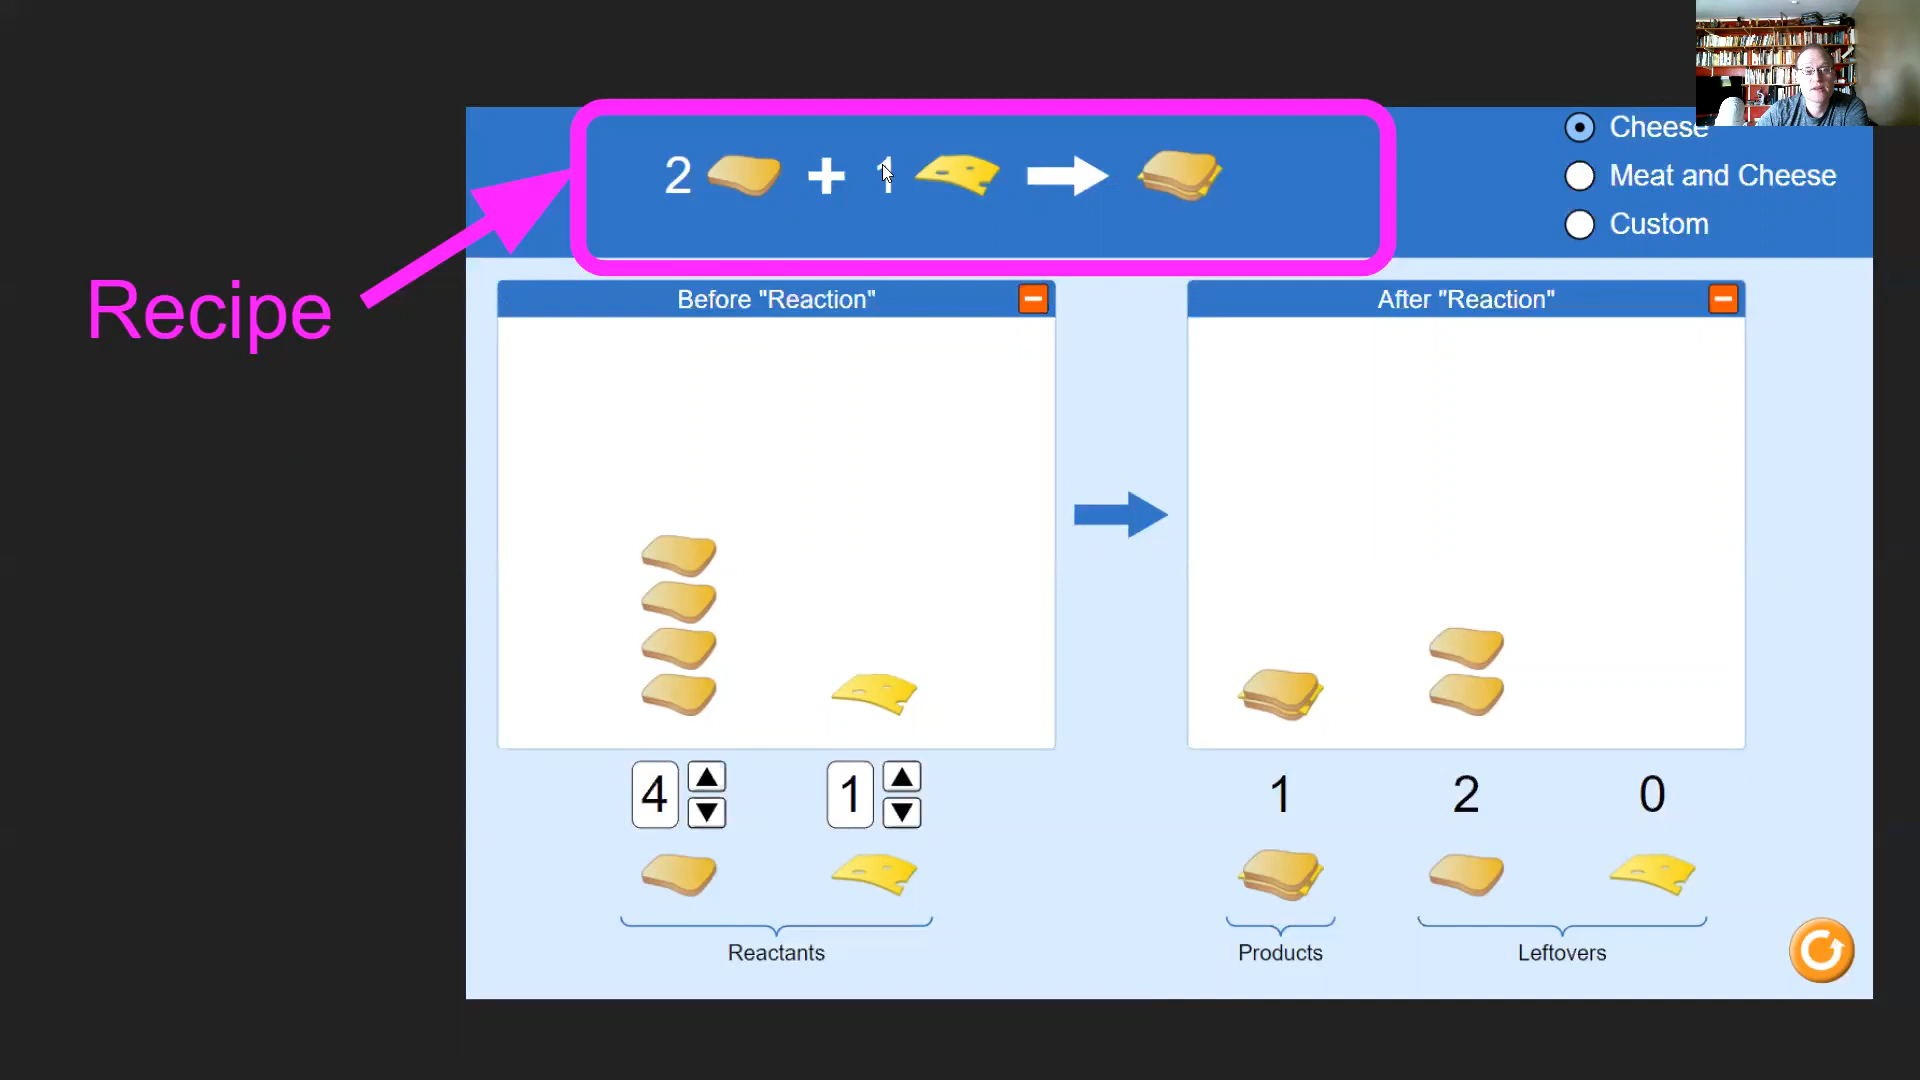 2 + 1
Cheese
Meat and Cheese
Custom
Recipe
Before "Reaction"
After "Reaction"
4 1
1 2 0
Reactants
Products Leftovers